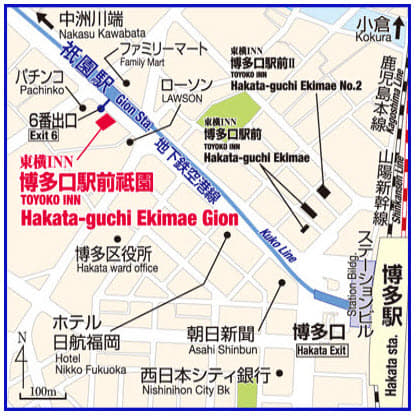 中洲川端
Nakasu Kawabata
小倉
Kokura
ファミリーマート
Family Mart
祇園駅
Gion Sta.
パチンコ
Pachinko
ローソン
LAWSON
6番出口
Exit 6
東横INN
博多駅前II
TOYOKO INN
Hakata-guchi Ekimae No.2
鹿児島本線
Kagoshima Line
東横INN
博多駅前
TOYOKO INN
Hakata-guchi Ekimae
山陽新幹線
Shinkansen Line
地下鉄空港線
Kuko Line
東横INN
博多口駅前祇園
TOYOKO INN
Hakata-guchi Ekimae Gion
博多区役所
Hakata ward office
ステーションビル
Station Bldg.
博多駅
Hakata sta.
ホテル
日航福岡
Hotel
Nikko Fukuoka
朝日新聞
Asahi Shinbun
博多口
Hakata Exit
西日本シティ銀行
Nishinihon City Bk
N
100m